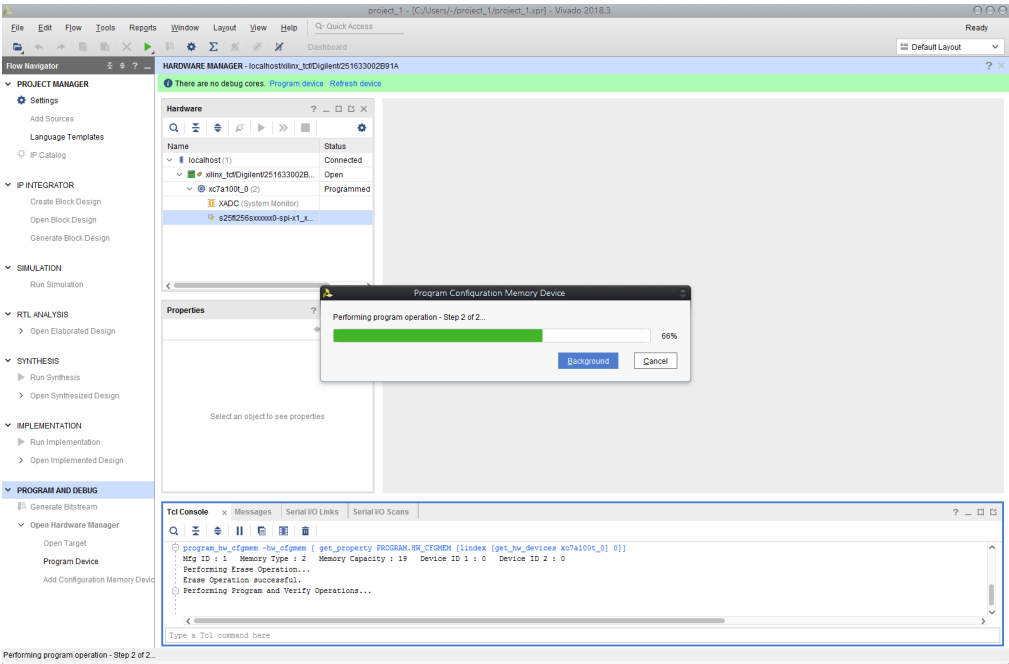 project_1 - [C:/Users/~/project_1/project_1.xpr] - Vivado 2018.3
File Edit Flow Tools Reports Window Layout View Help Q- Quick Access Ready
Dashboard Default Layout
Flow Navigator ? _
HARDWARE MANAGER - localhost/xilinx_tcf/Digilent/251633002B91A ? ×
There are no debug cores. Program device Refresh device
PROJECT MANAGER
Settings
Add Sources
Language Templates
IP Catalog
IP INTEGRATOR
Create Block Design
Open Block Design
Generate Block Design
SIMULATION
Run Simulation
RTL ANALYSIS
Open Elaborated Design
SYNTHESIS
Run Synthesis
Open Synthesized Design
IMPLEMENTATION
Run Implementation
Open Implemented Design
PROGRAM AND DEBUG
Generate Bitstream
Open Hardware Manager
Open Target
Program Device
Add Configuration Memory Devic
Hardware ? _
Name Status
localhost (1) Connected
xilinx_tcf/Digilent/251633002B... Open
xc7a100t_0 (2) Programmed
XADC (System Monitor)
s25fl256sxxxxxx0-spi-x1_x...
Properties ?
Select an object to see properties
Program Configuration Memory Device
Performing program operation - Step 2 of 2...
66%
Background Cancel
Tcl Console × Messages Serial I/O Links Serial I/O Scans ? _
program_hw_cfgmem -hw_cfgmem [ get_property PROGRAM.HW_CFGMEM [lindex [get_hw_devices xc7a100t_0] 0]]
Mfg ID : 1 Memory Type : 2 Memory Capacity : 19 Device ID 1 : 0 Device ID 2 : 0
Performing Erase Operation...
Erase Operation successful.
Performing Program and Verify Operations...
Type a Tcl command here
Performing program operation - Step 2 of 2...